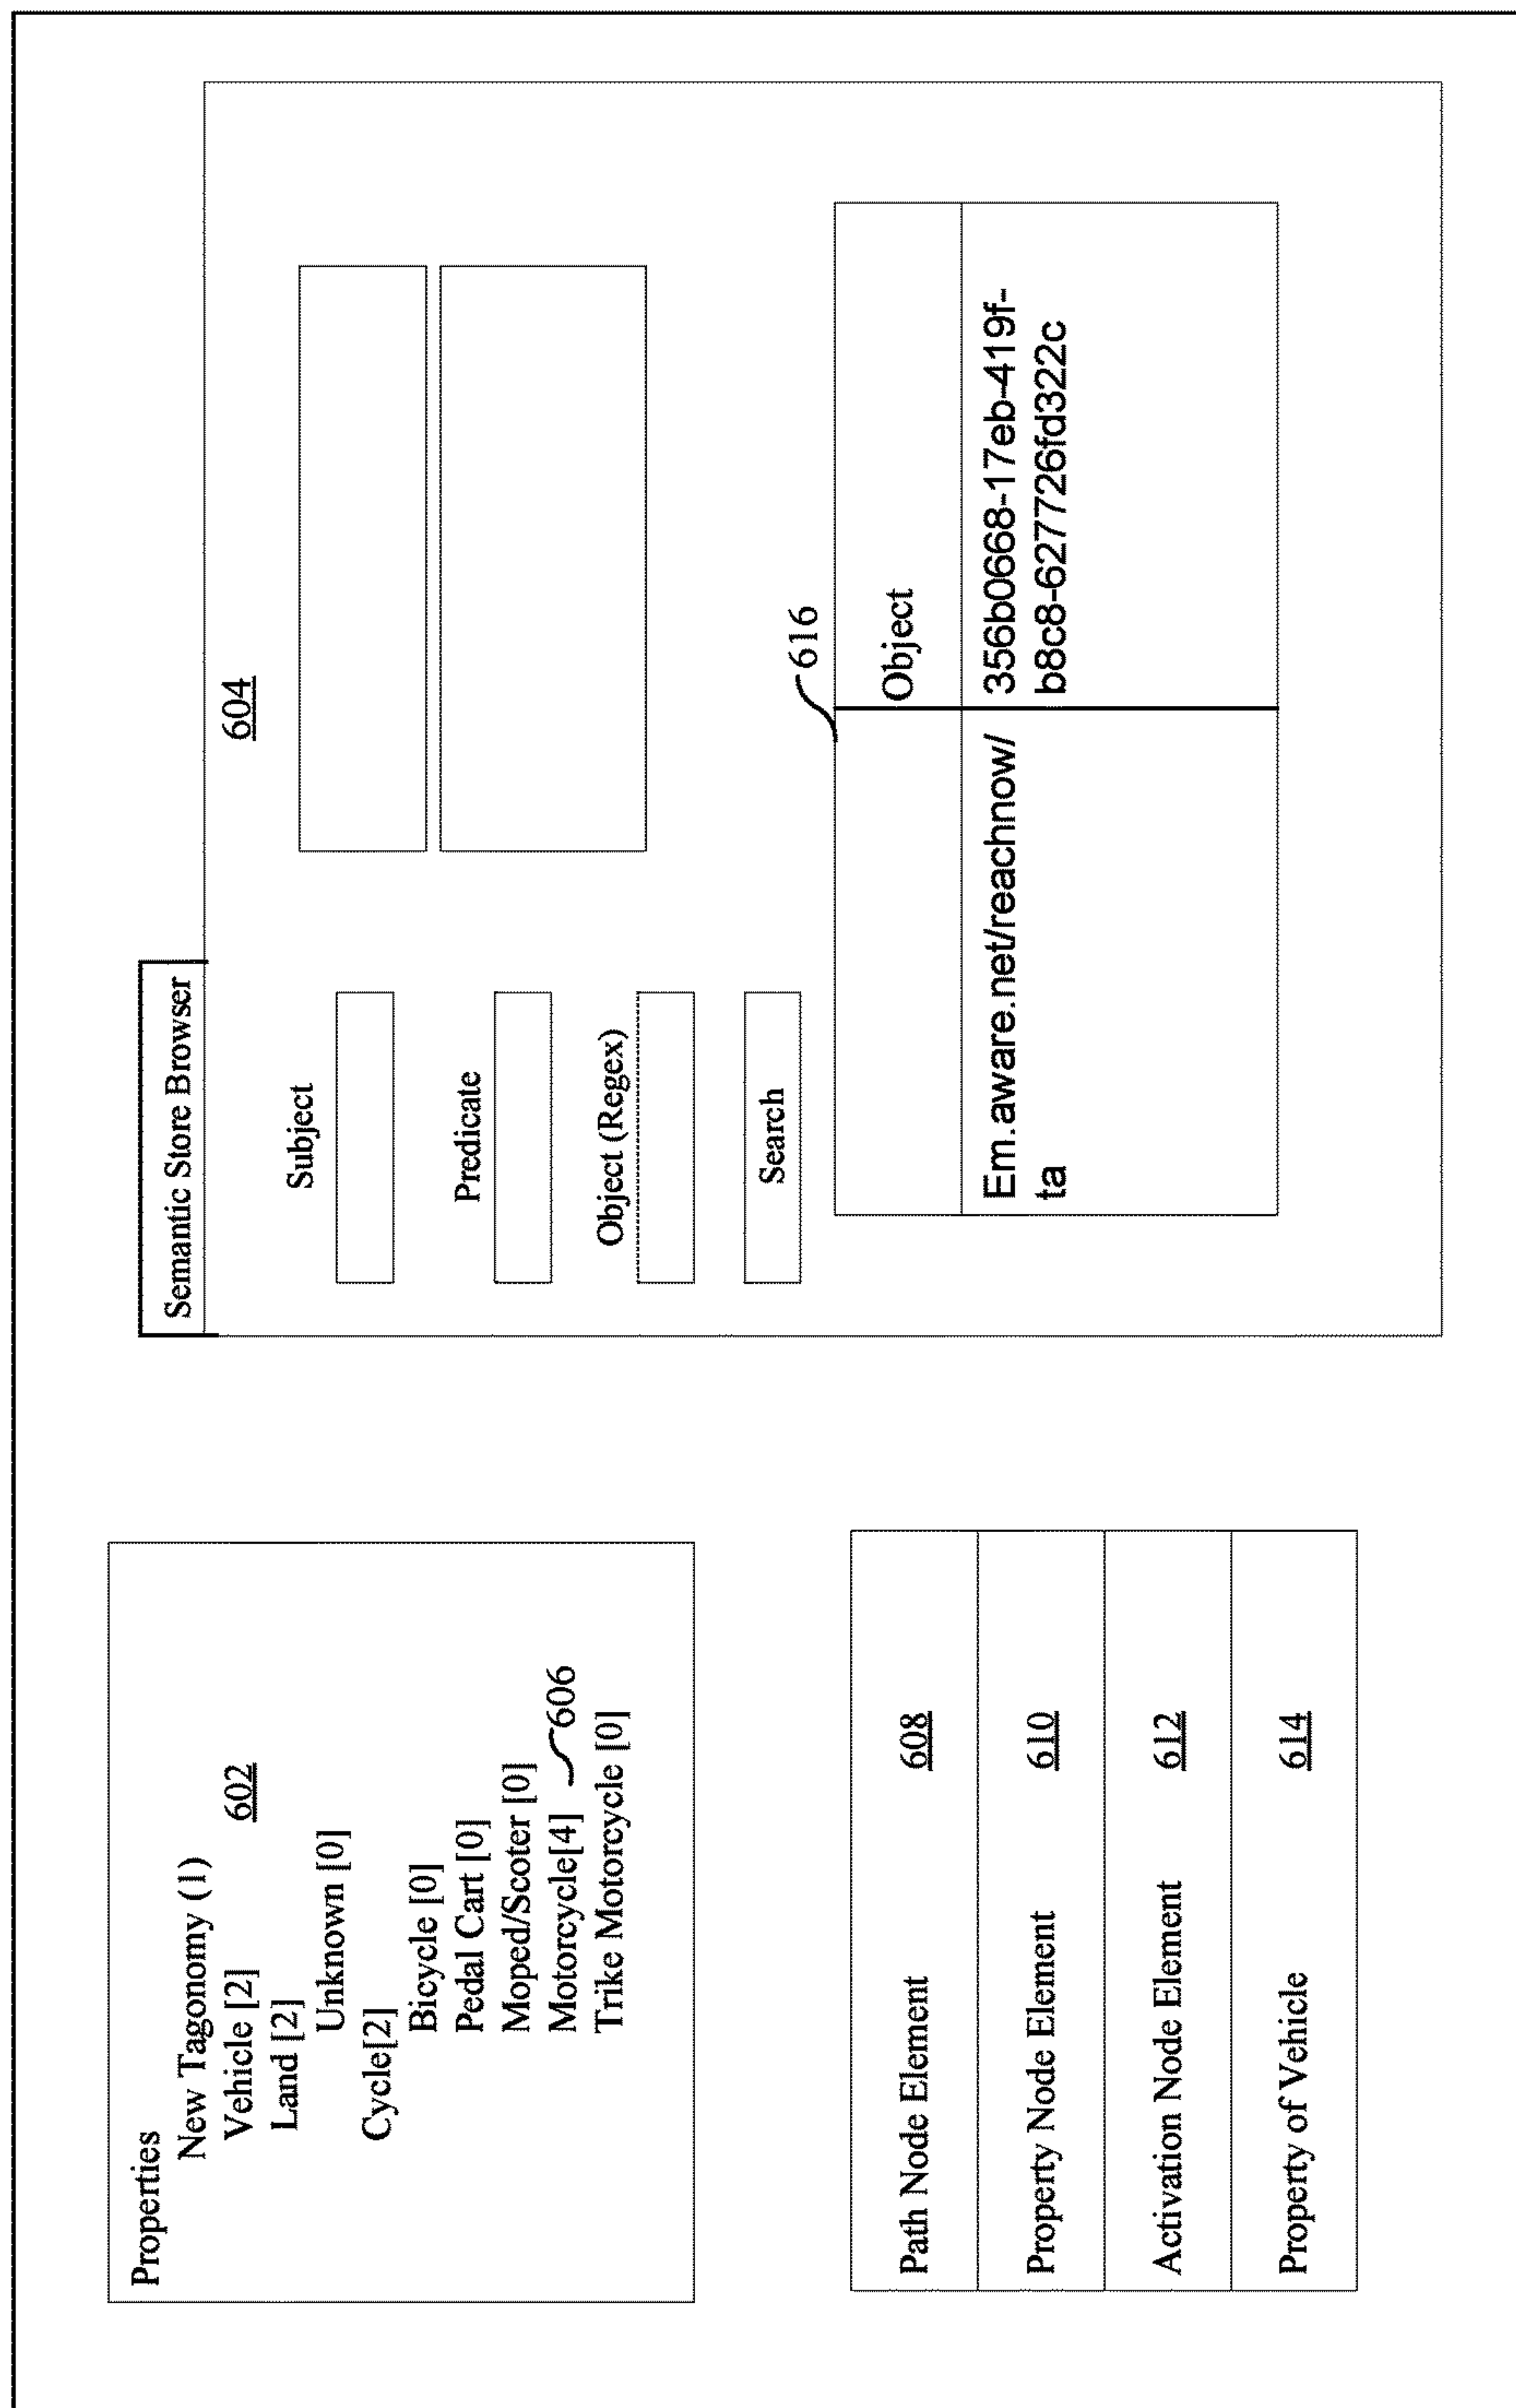 Properties
New Tagonomy (1)
Vehicle [2]
602
Land [2]
Unknown [0]
Cycle[2]
Bicycle [0]
Pedal Cart [0]
Moped/Scoter [0]
Motorcycle[4]
606
Trike Motorcycle [0]
Path Node Element 608
Property Node Element 610
Activation Node Element 612
Property of Vehicle 614
Semantic Store Browser
604
Subject
Predicate
Object (Regex)
Search
616
Object
Em.aware.net/reachnow/
ta
356b0668-17eb-419f-
b8c8-627726fd322c